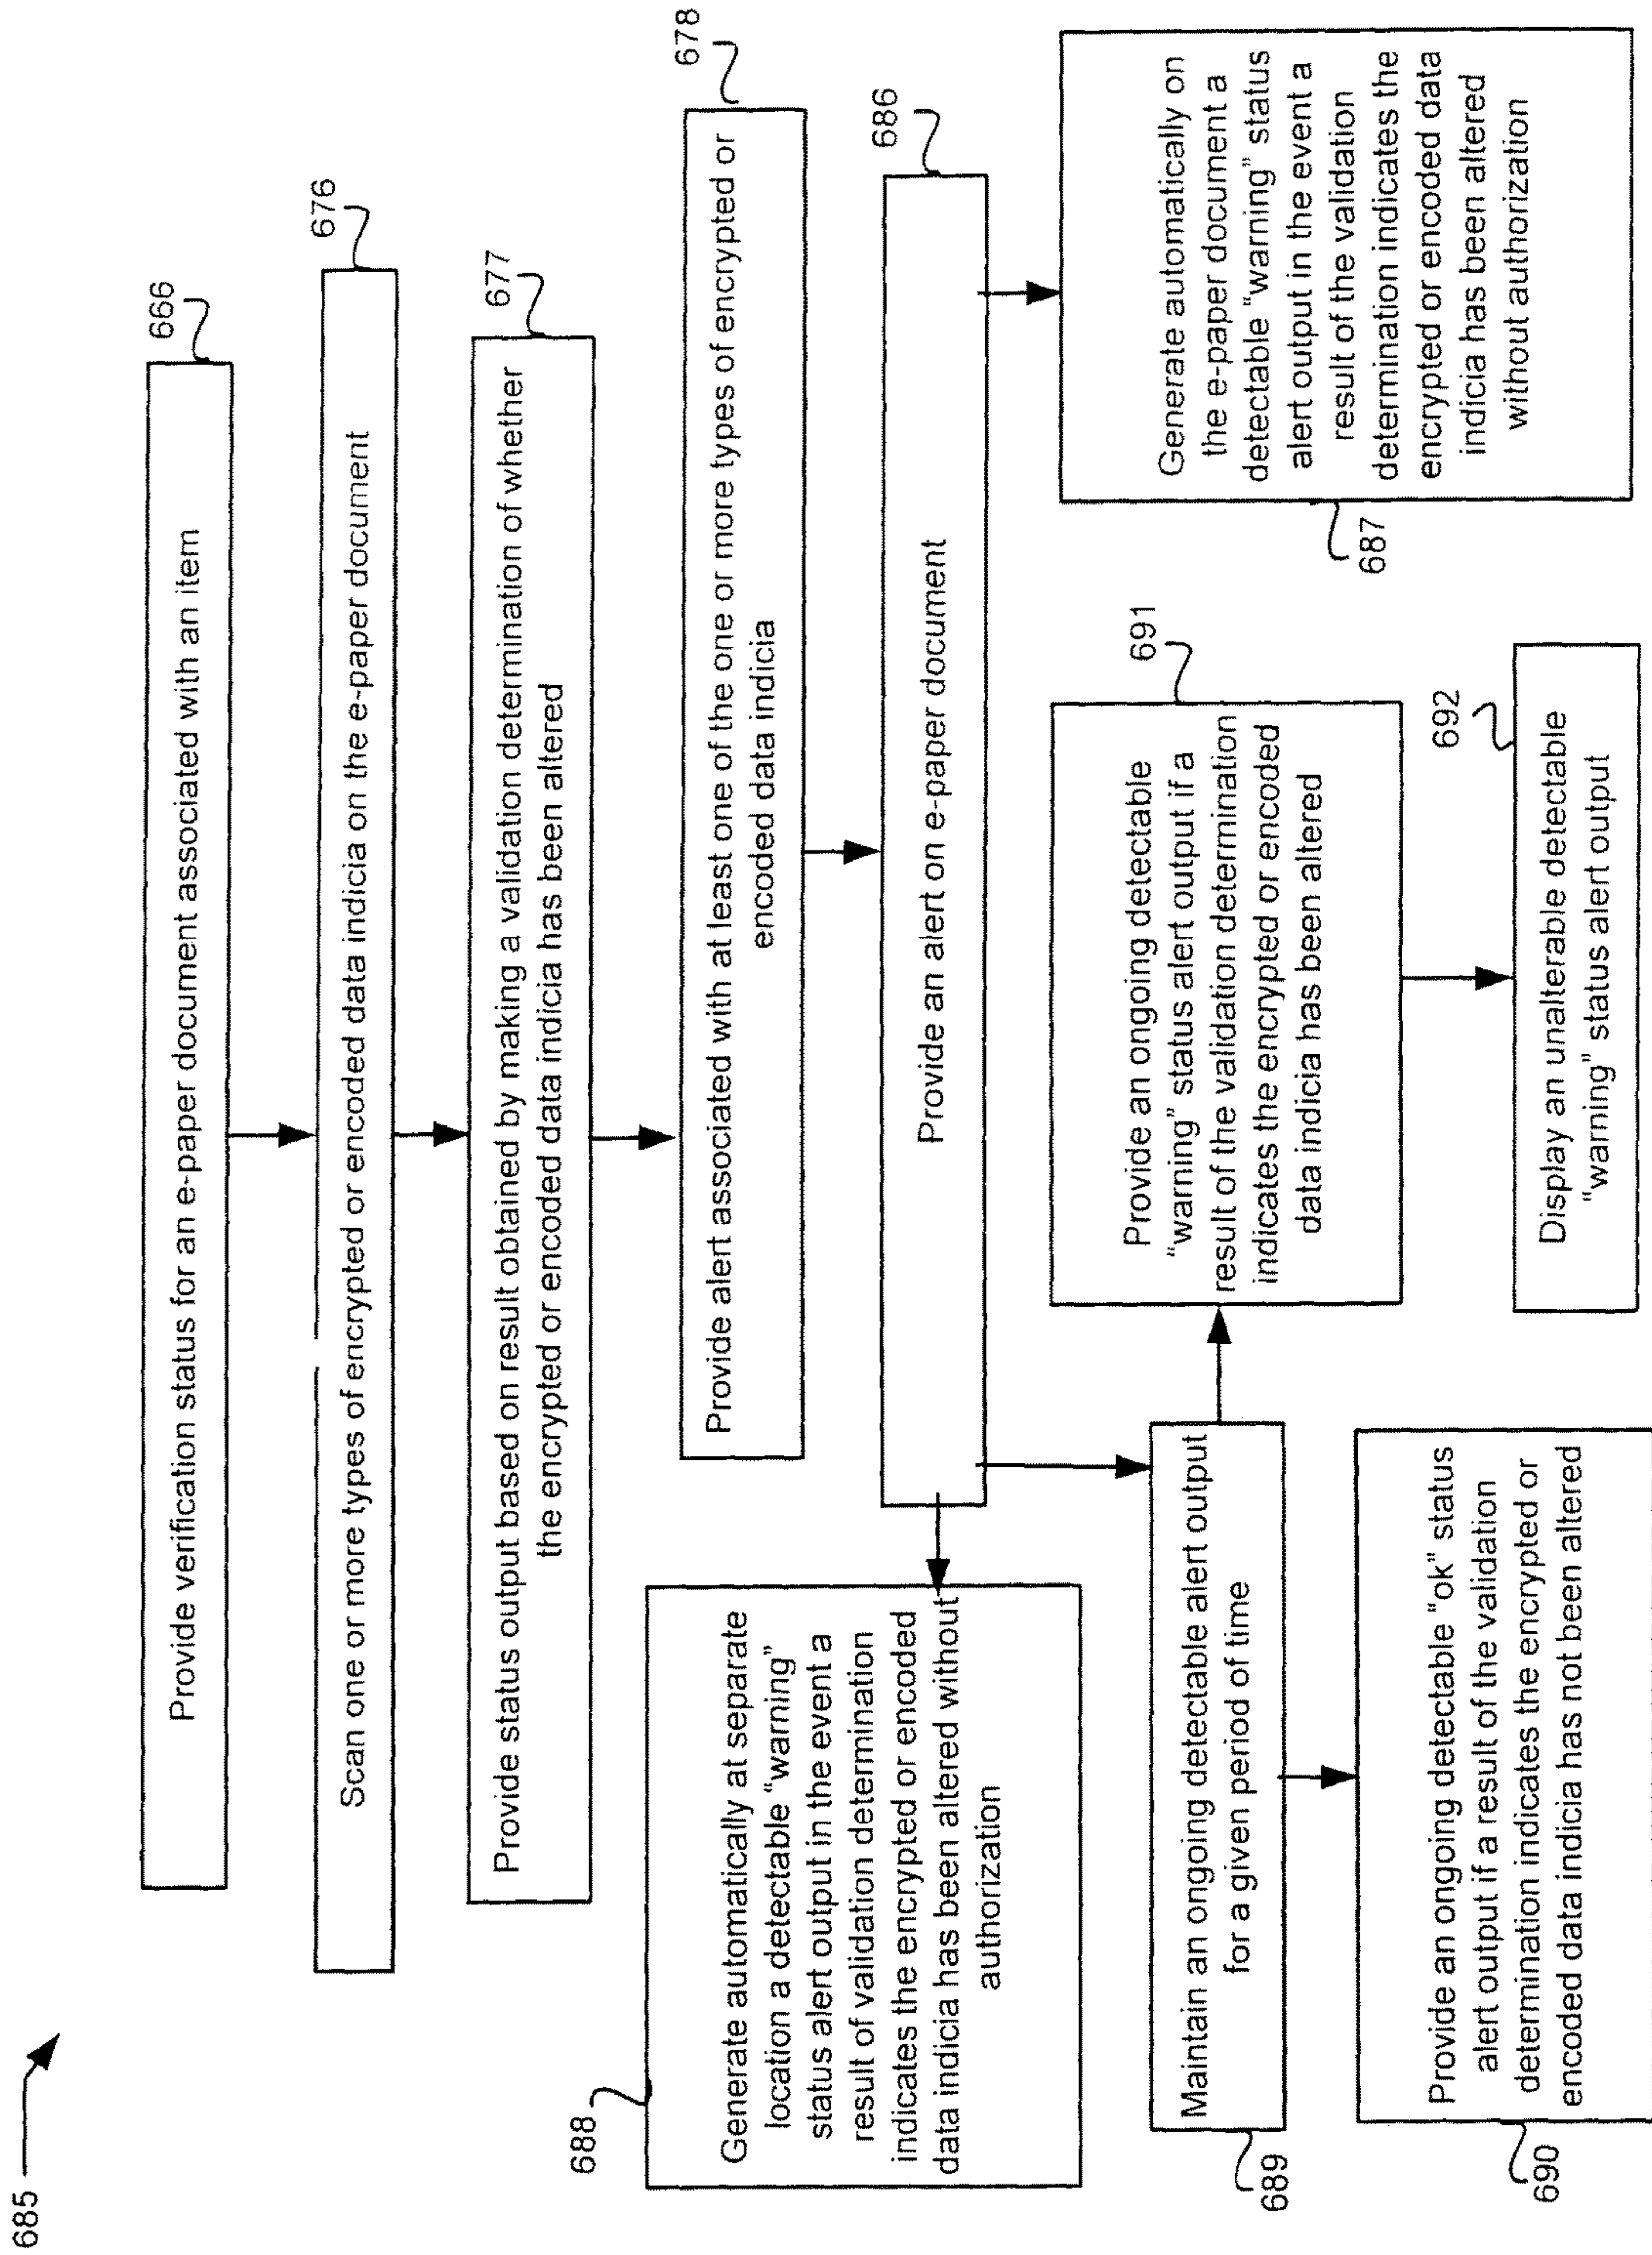 685
666
Provide verification status for an e-paper document associated with an item
676
Scan one or more types of encrypted or encoded data indicia on the e-paper document
677
Provide status output based on result obtained by making a validation determination of whether
the encrypted or encoded data indicia has been altered
678
Provide alert associated with at least one of the one or more types of encrypted or
encoded data indicia
686
Provide an alert on e-paper document
688
Generate automatically at separate
location a detectable “warning”
status alert output in the event a
result of validation determination
indicates the encrypted or encoded
data indicia has been altered without
authorization
689
Maintain an ongoing detectable alert output
for a given period of time
690
Provide an ongoing detectable “ok” status
alert output if a result of the validation
determination indicates the encrypted or
encoded data indicia has not been altered
691
Provide an ongoing detectable
“warning” status alert output if a
result of the validation determination
indicates the encrypted or encoded
data indicia has been altered
692
Display an unalterable detectable
“warning” status alert output
687
Generate automatically on
the e-paper document a
detectable “warning” status
alert output in the event a
result of the validation
determination indicates the
encrypted or encoded data
indicia has been altered
without authorization